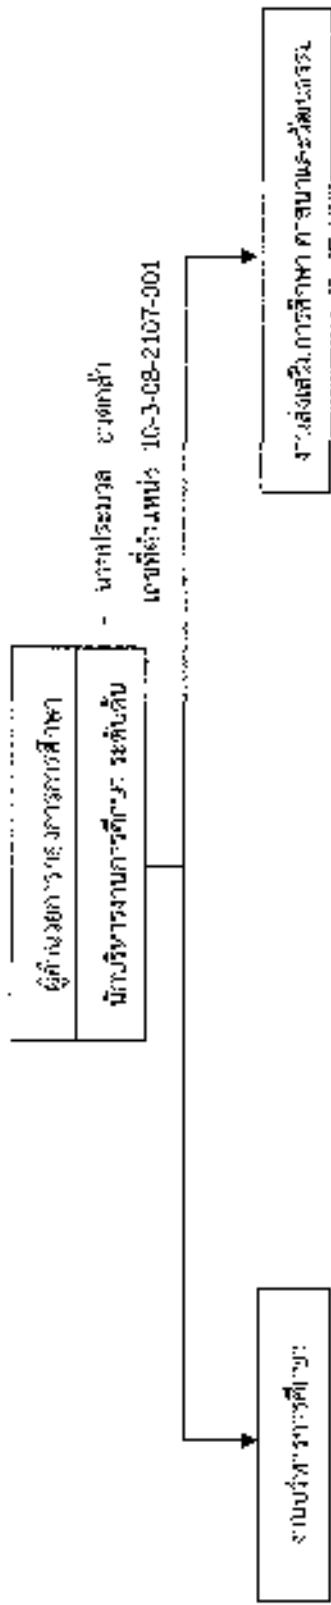 ผู้อำนวยการกองการศึกษา
นักบริหารงานการศึกษา ระดับต้น
-
เลขที่ตำแหน่ง 10-3-08-2107-001
งานบริหารการศึกษา
งานส่งเสริมการศึกษา ศาสนาและวัฒนธรรม